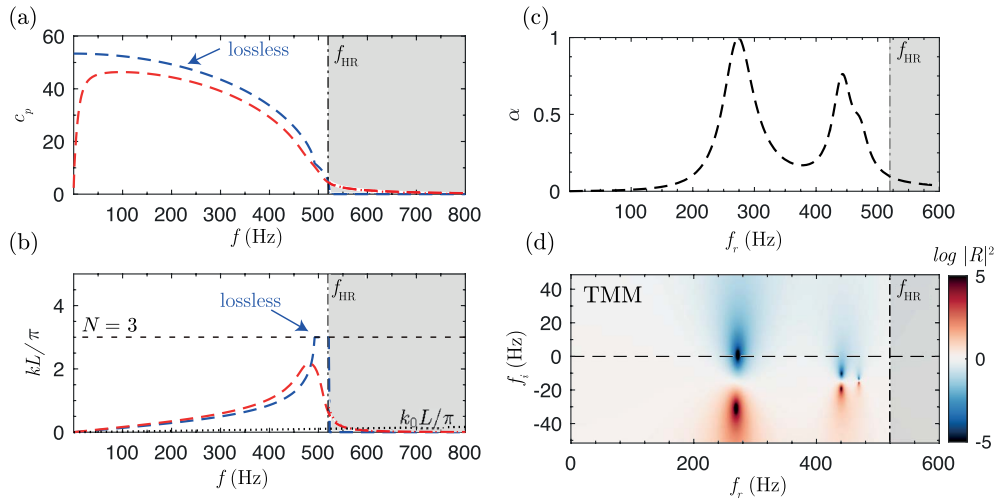 (a)
60
40
20
0
c_p
lossless
f_HR
100 200 300 400 500 600 700 800
f (Hz)
(b)
4
2
0
kL/π
N = 3
lossless
f_HR
k_0L/π
100 200 300 400 500 600 700 800
f (Hz)
(c)
1
0.5
0
α
f_HR
100 200 300 400 500 600
f_r (Hz)
(d)
TMM
40
20
0
-20
-40
f_i (Hz)
f_HR
0 200 400 600
f_r (Hz)
log |R|²
5
0
-5